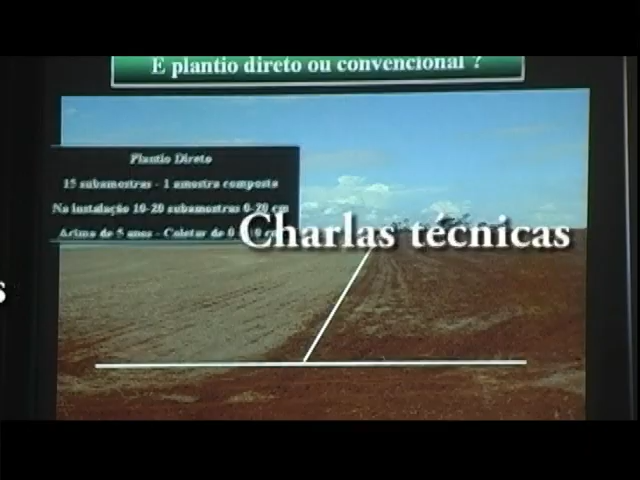 É plantio direto ou convencional ?
Plantio Direto
15 subamostras - 1 amostra composta
Na instalação 10-20 subamostras 0-20 cm
Acima de 5 anos - Coletar de 0
Charlas técnicas
s